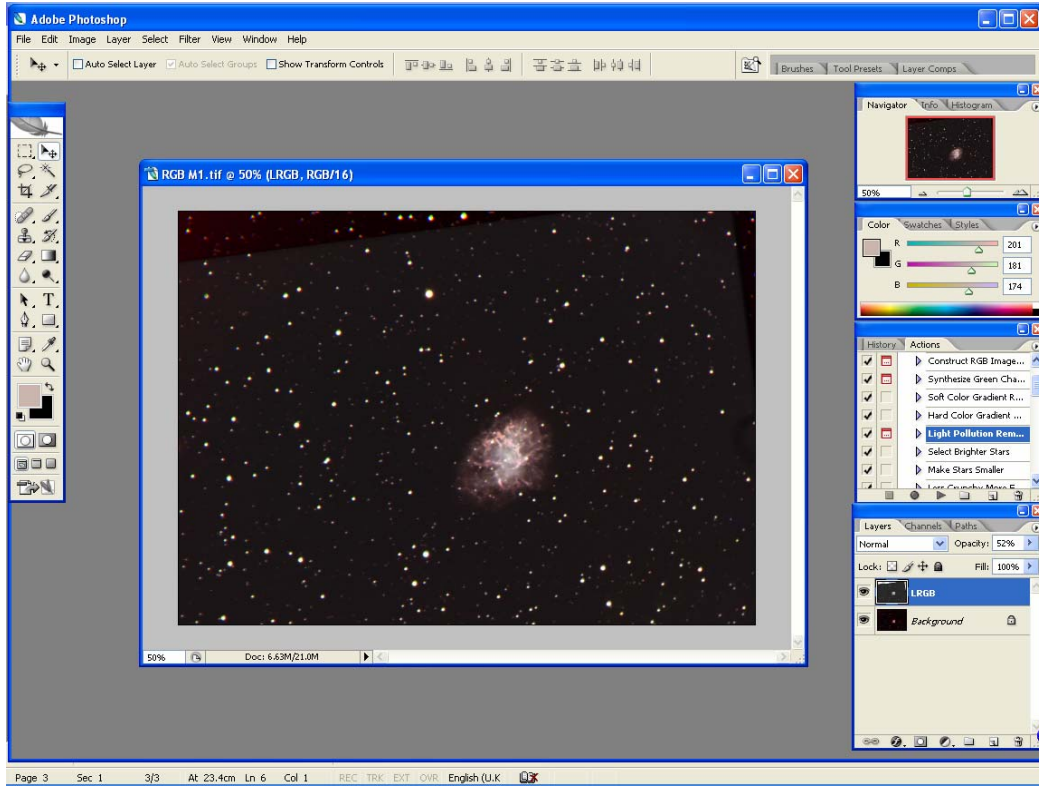 Adobe Photoshop
File Edit Image Layer Select Filter View Window Help
Auto Select Layer Auto Select Groups Show Transform Controls
Brushes Tool Presets Layer Comps
Navigator Info Histogram
50%
RGB M1.tif @ 50% (LRGB, RGB/16)
Color Swatches Styles
R 201
G 181
B 174
History Actions
Construct RGB Image...
Synthesize Green Cha...
Soft Color Gradient R...
Hard Color Gradient ...
Light Pollution Rem...
Select Brighter Stars
Make Stars Smaller
Less Crunchy More F
Layers Channels Paths
Normal Opacity: 52%
Lock: Fill: 100%
LRGB
Background
50% Doc: 6.63M/21.0M
Page 3 Sec 1 3/3 At 23.4cm Ln 6 Col 1 REC TRK EXT OVR English (U.K